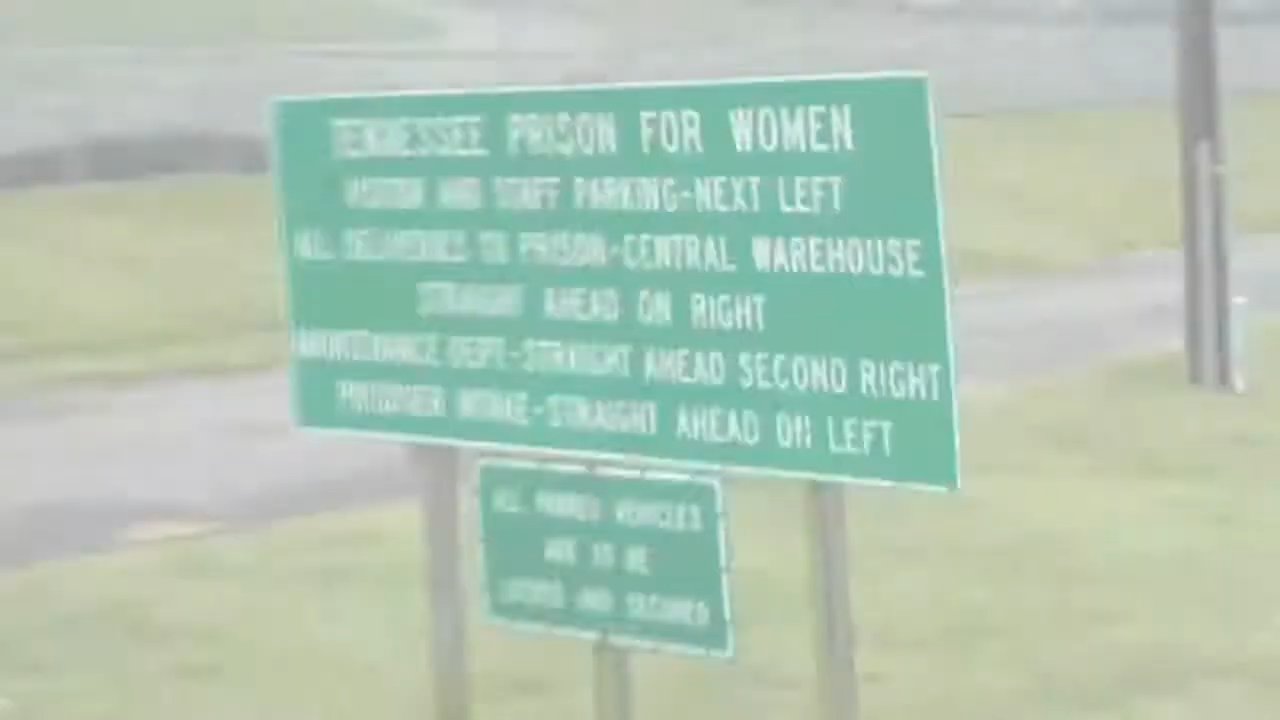 TENNESSEE PRISON FOR WOMEN
VISITOR AND STAFF PARKING-NEXT LEFT
ALL DELIVERIES TO PRISON-CENTRAL WAREHOUSE
STRAIGHT AHEAD ON RIGHT
MAINTENANCE DEPT-STRAIGHT AHEAD SECOND RIGHT
PRISONER INTAKE-STRAIGHT AHEAD ON LEFT
ALL PARKED VEHICLES
ARE TO BE
LOCKED AND SECURED